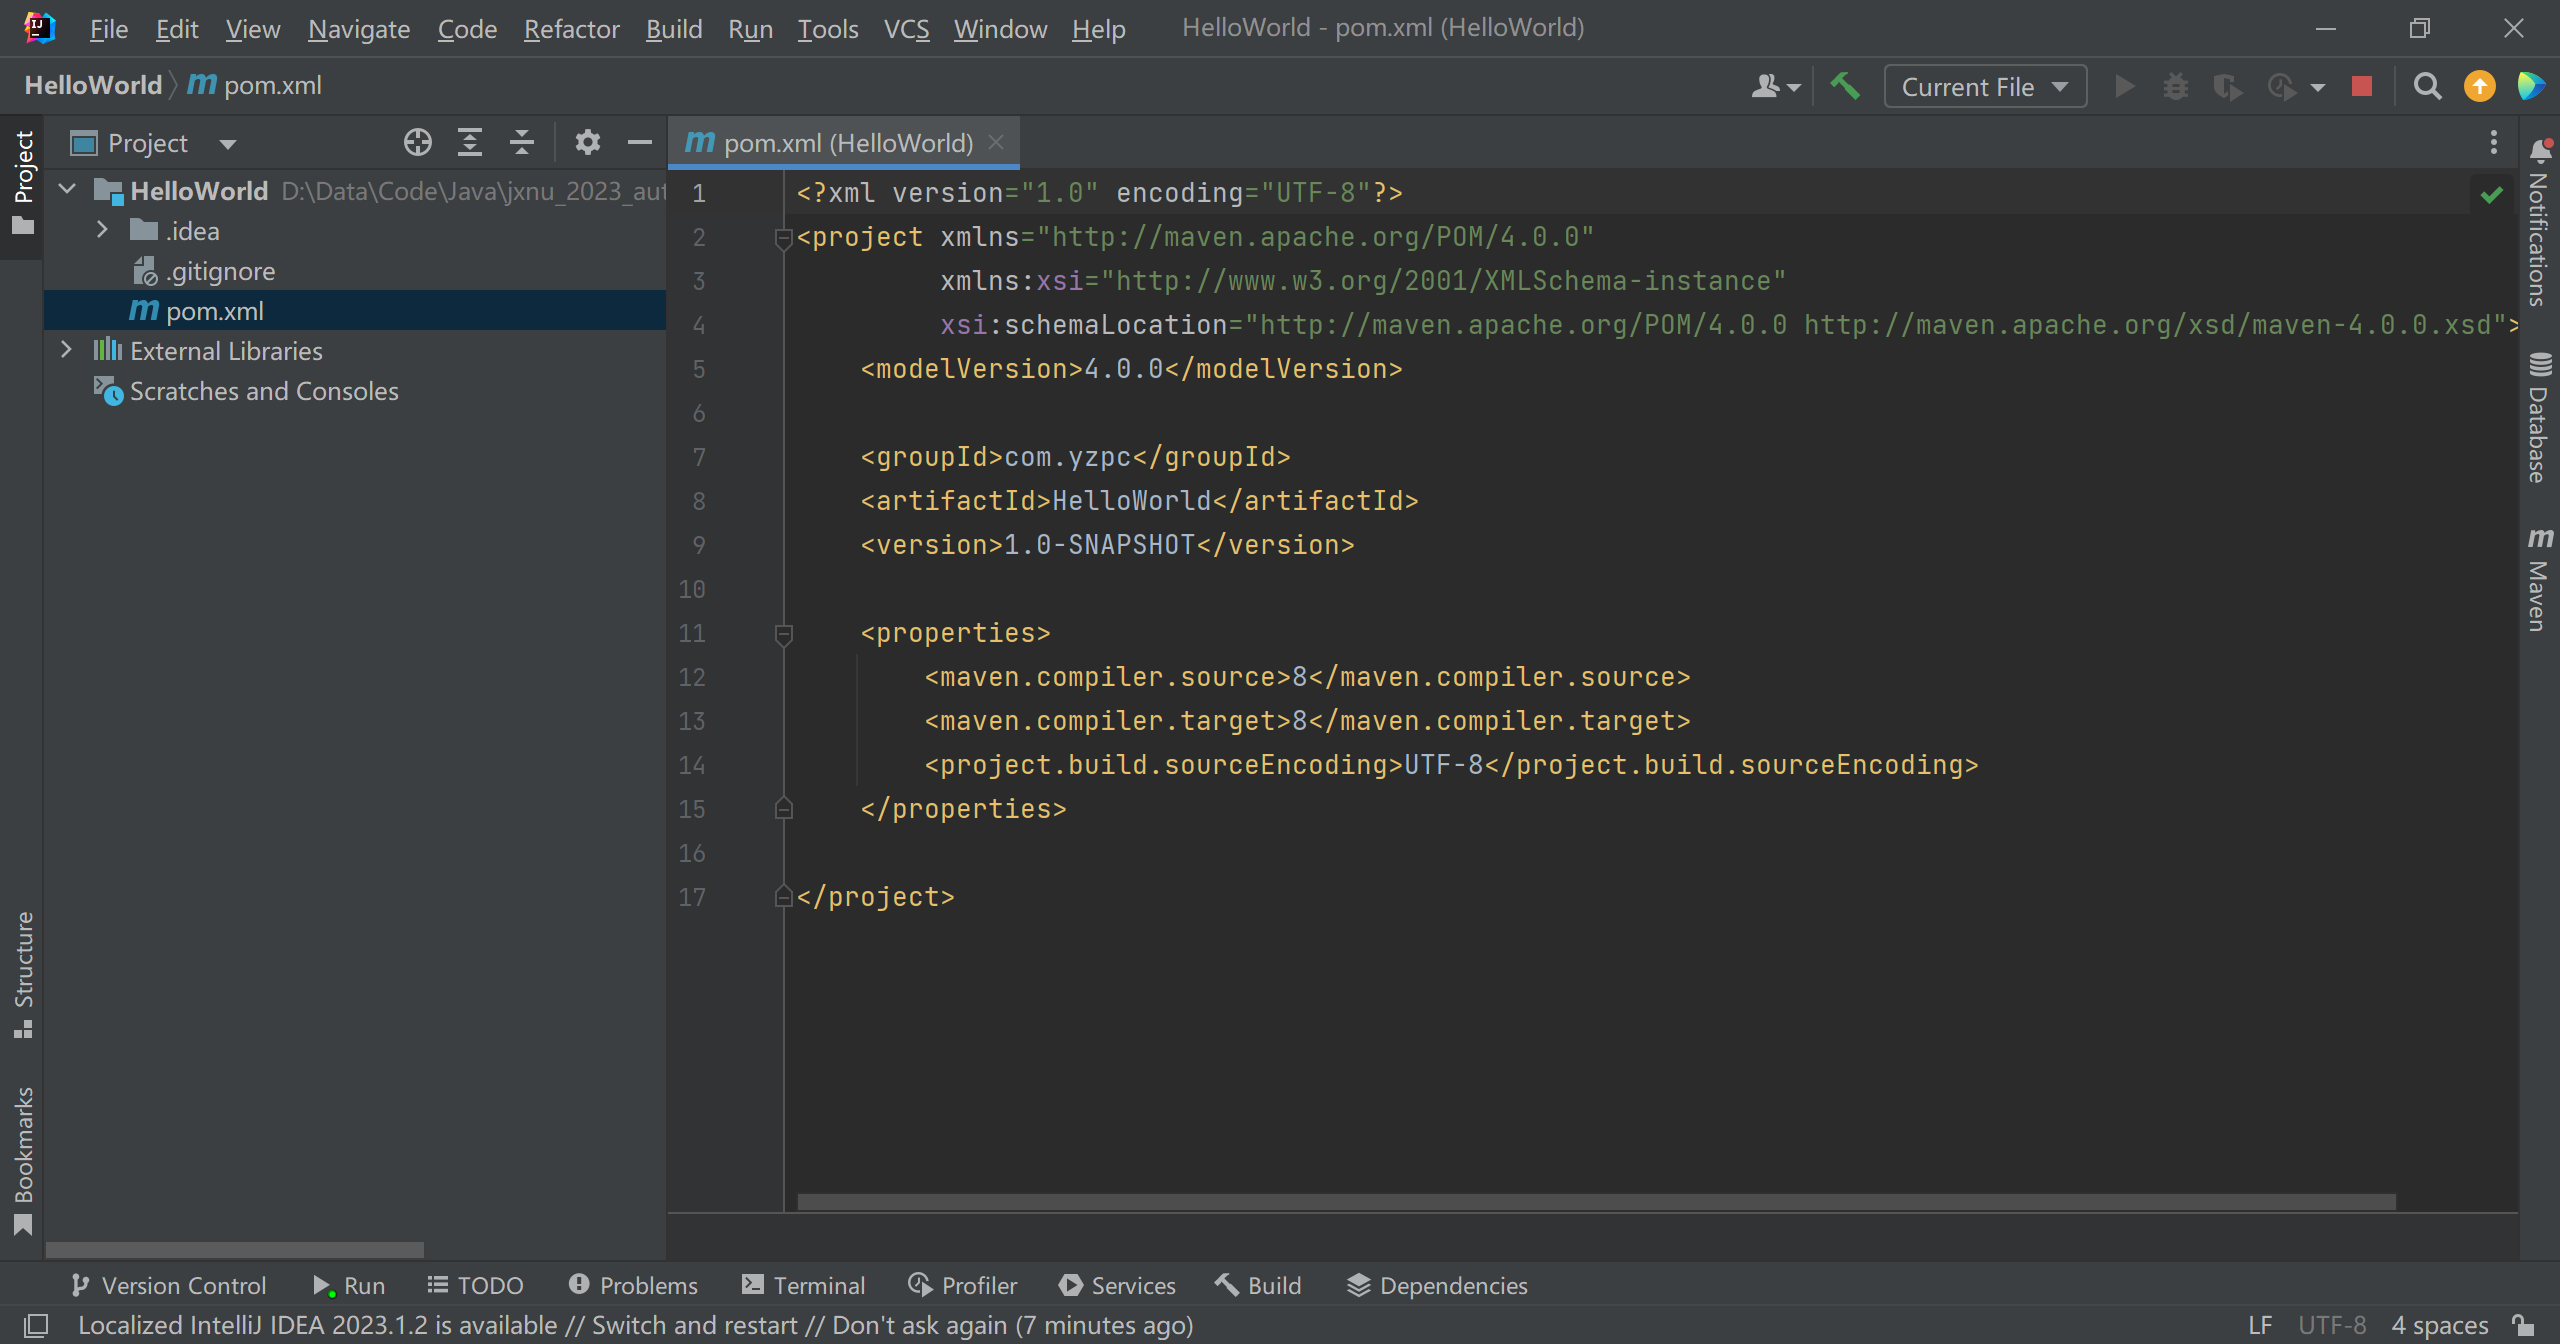 File Edit View Navigate Code Refactor Build Run Tools VCS Window Help HelloWorld - pom.xml (HelloWorld)
HelloWorld pom.xml Current File
Project
Project
HelloWorld D:\Data\Code\Java\jxnu_2023_aut
.idea
.gitignore
pom.xml
External Libraries
Scratches and Consoles
Structure
Bookmarks
pom.xml (HelloWorld)
1 <?xml version="1.0" encoding="UTF-8"?>
2 <project xmlns="http://maven.apache.org/POM/4.0.0"
3 xmlns:xsi="http://www.w3.org/2001/XMLSchema-instance"
4 xsi:schemaLocation="http://maven.apache.org/POM/4.0.0 http://maven.apache.org/xsd/maven-4.0.0.xsd">
5 <modelVersion>4.0.0</modelVersion>
6
7 <groupId>com.yzpc</groupId>
8 <artifactId>HelloWorld</artifactId>
9 <version>1.0-SNAPSHOT</version>
10
11 <properties>
12 <maven.compiler.source>8</maven.compiler.source>
13 <maven.compiler.target>8</maven.compiler.target>
14 <project.build.sourceEncoding>UTF-8</project.build.sourceEncoding>
15 </properties>
16
17 </project>
Notifications
Database
Maven
Version Control Run TODO Problems Terminal Profiler Services Build Dependencies
Localized IntelliJ IDEA 2023.1.2 is available // Switch and restart // Don't ask again (7 minutes ago) LF UTF-8 4 spaces